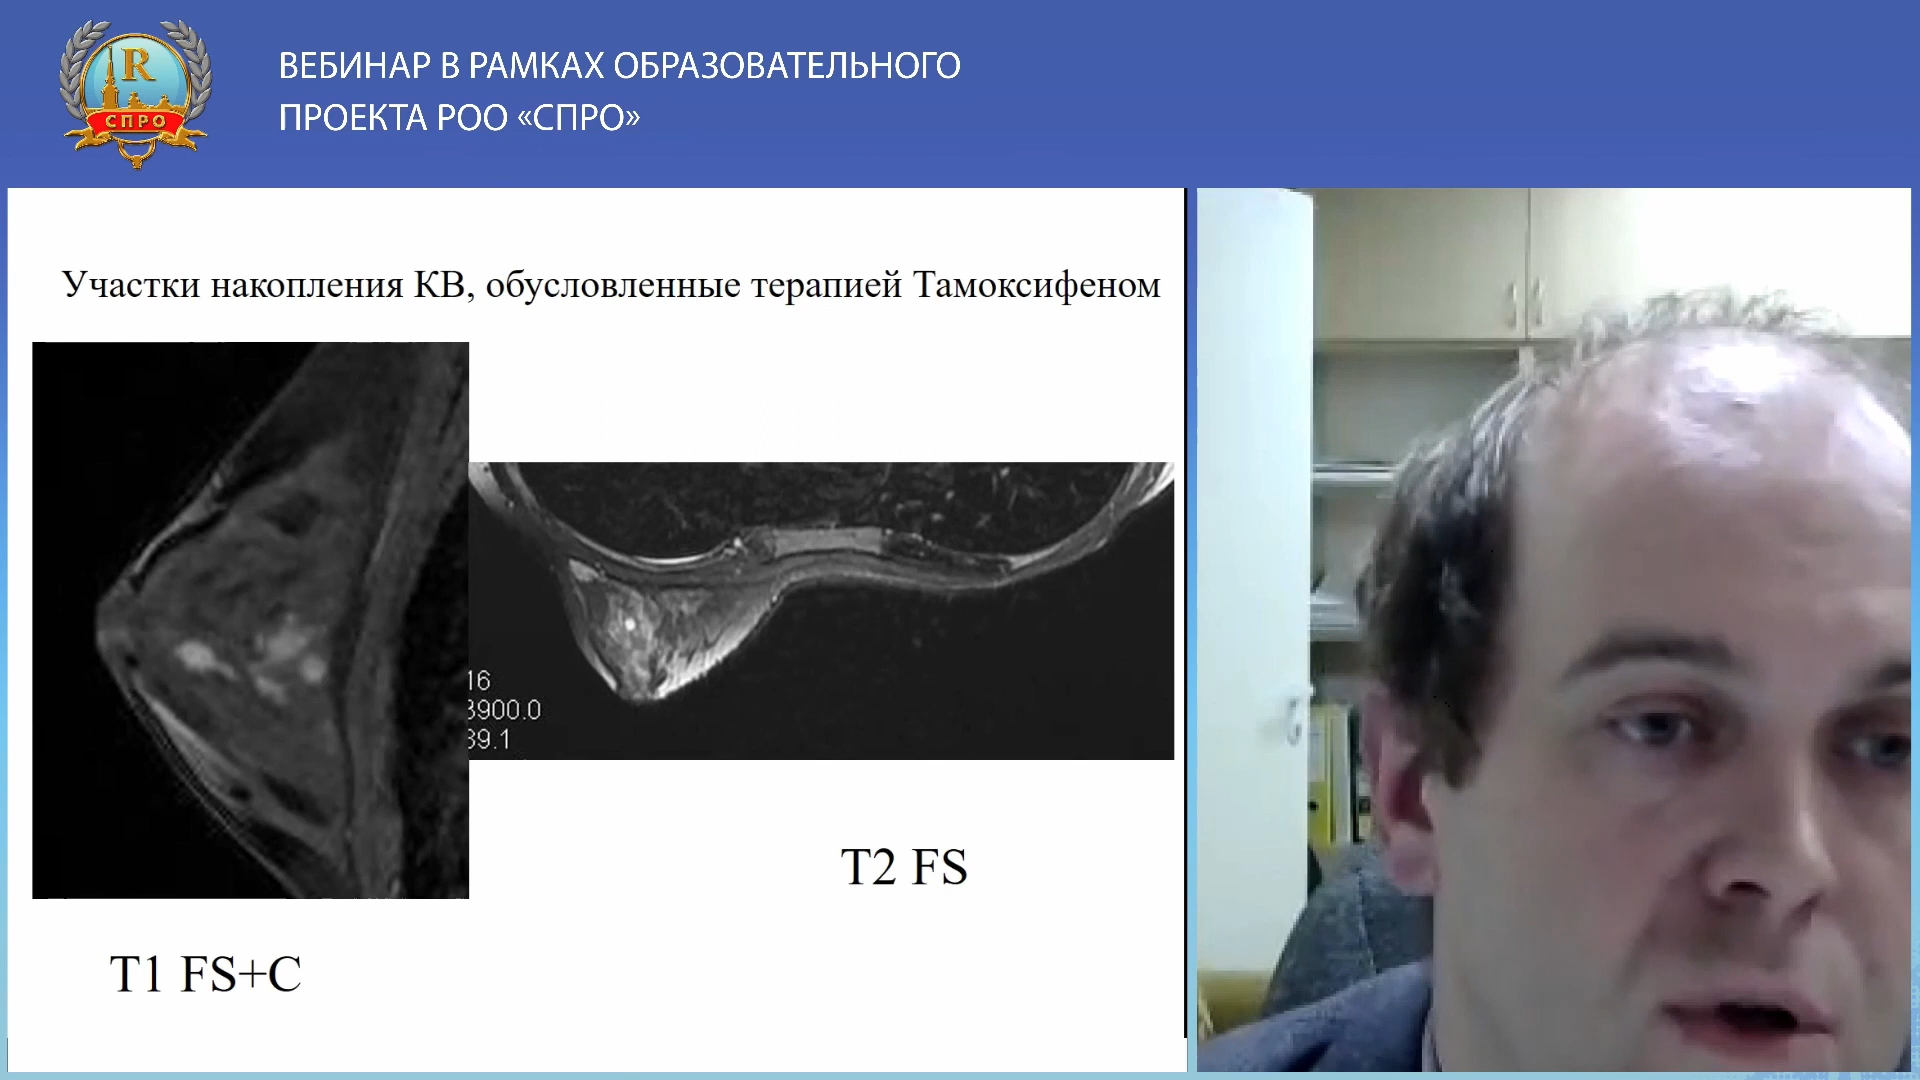 R
СПРО
ВЕБИНАР В РАМКАХ ОБРАЗОВАТЕЛЬНОГО
ПРОЕКТА РОО «СПРО»
Участки накопления КВ, обусловленные терапией Тамоксифеном
16
3900.0
39.1
T2 FS
T1 FS+C